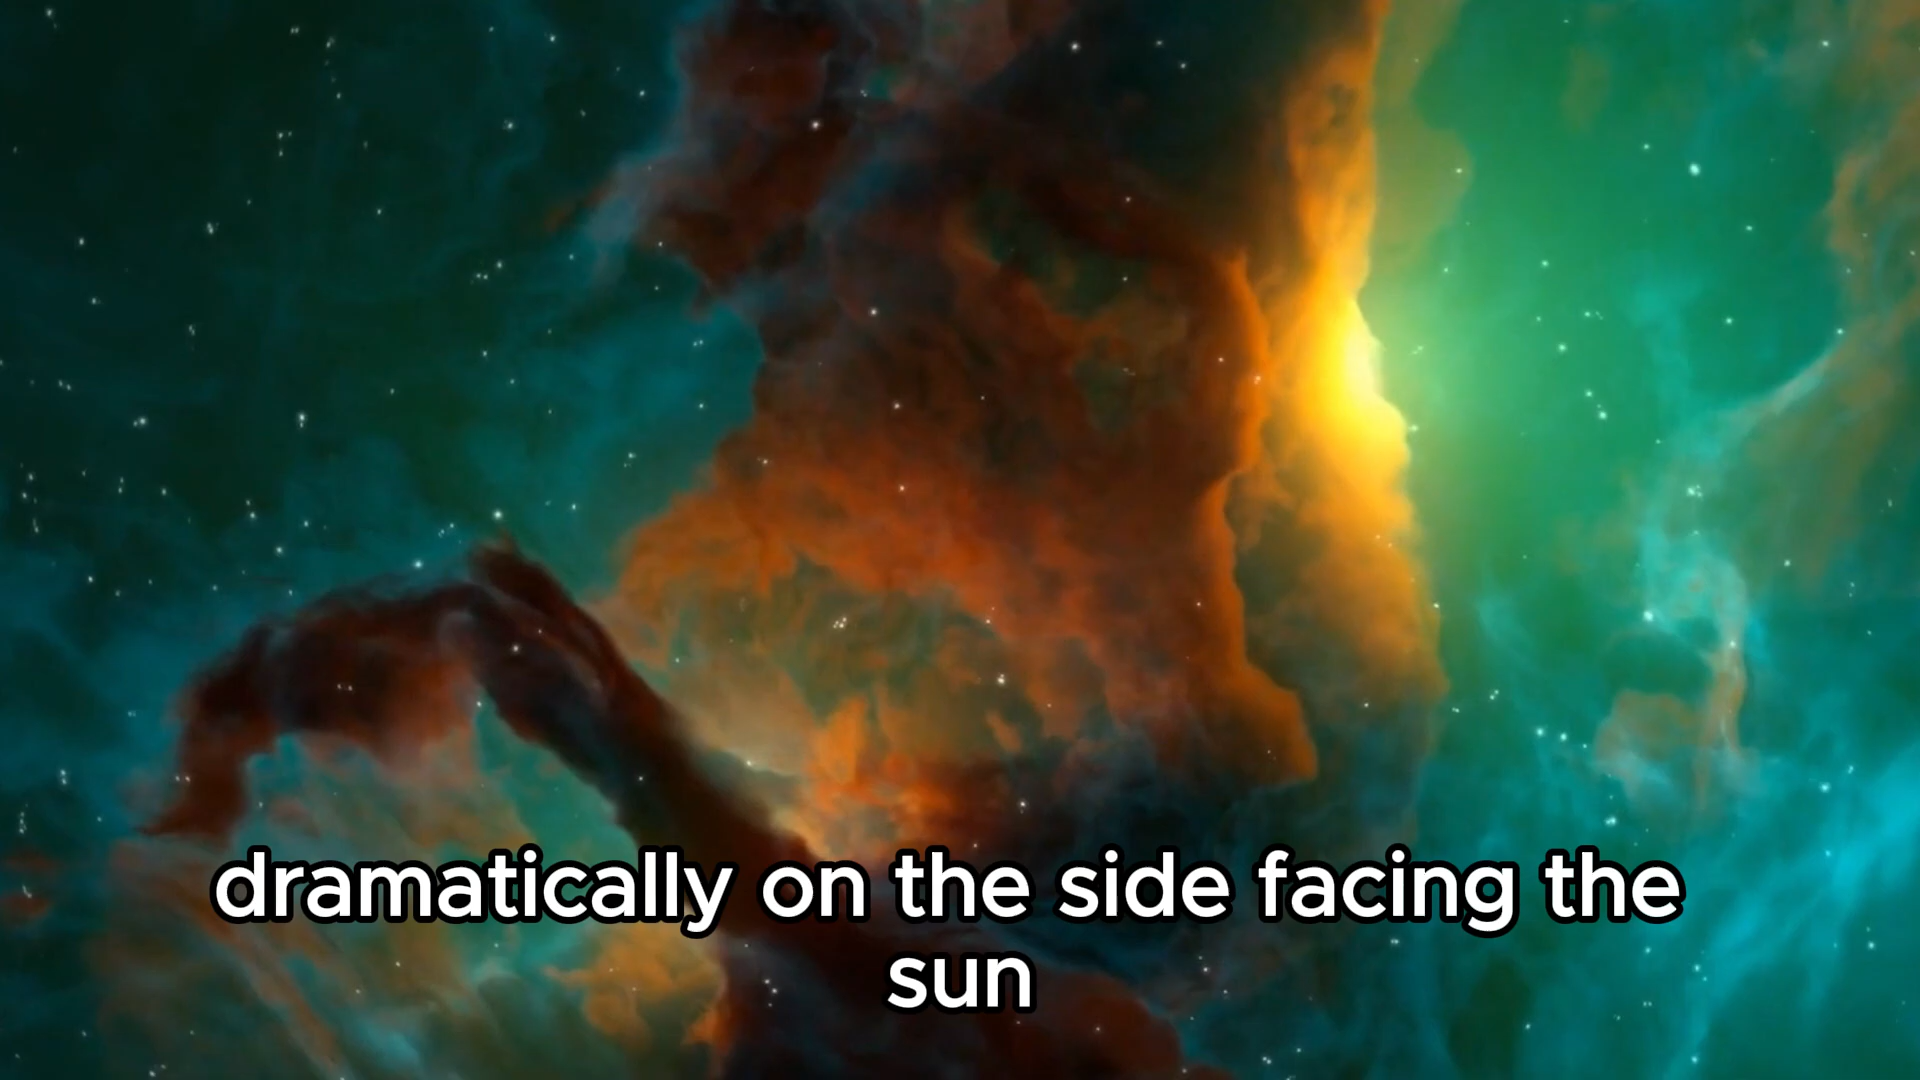 dramatically on the side facing the
sun